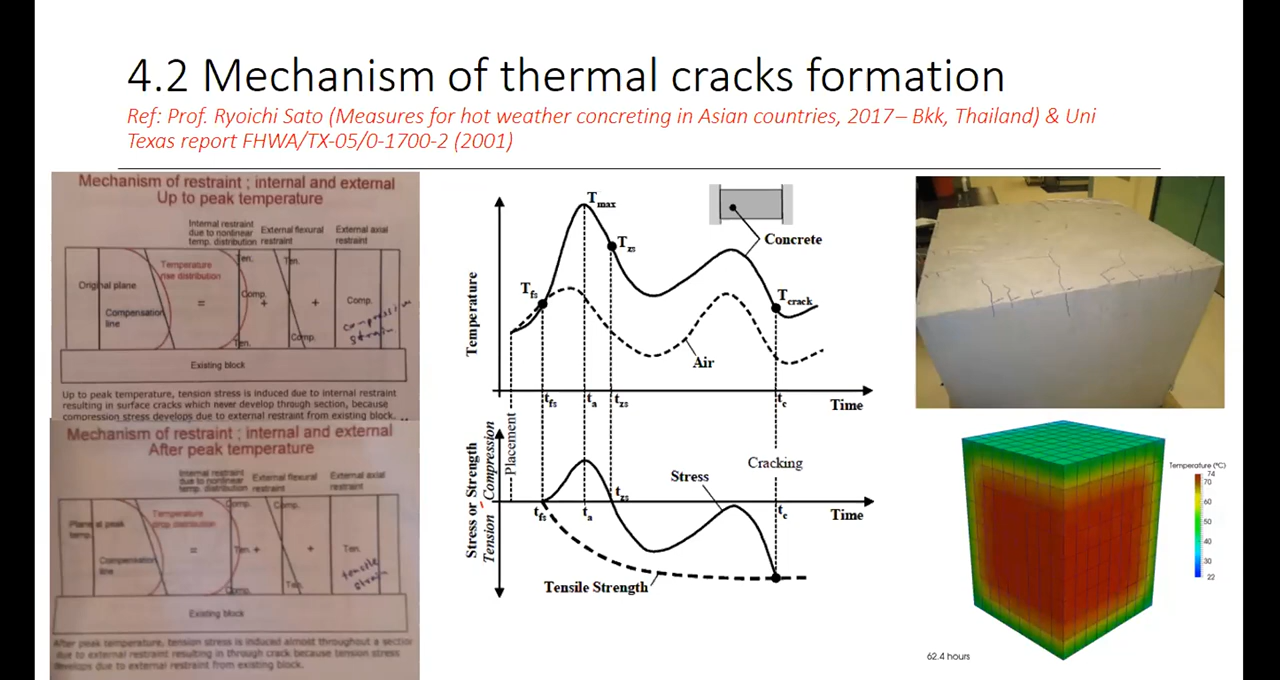 4.2 Mechanism of thermal cracks formation
Ref: Prof. Ryoichi Sato (Measures for hot weather concreting in Asian countries, 2017– Bkk, Thailand) & Uni
Texas report FHWA/TX-05/0-1700-2 (2001)
Mechanism of restraint ; internal and external
Up to peak temperature
Internal restraint
due to nonlinear
temp. distribution
External flexural
restraint
External axial
restraint
Original plane
Compensation
line
Temperature
rise distribution
=
Ten.
Comp.
Ten.
+
Ten.
Comp.
+
Comp.
compression
strain
Existing block
Up to peak temperature, tension stress is induced due to internal restraint
resulting in surface cracks which never develop through section, because
compression stress develops due to external restraint from existing block.
Mechanism of restraint ; internal and external
After peak temperature
Internal restraint
due to nonlinear
temp. distribution
External flexural
restraint
External axial
restraint
Plane at peak
temp.
Compensation
line
Temperature
drop distribution
=
Comp.
Ten.
Comp.
+
Comp.
Ten.
+
Ten.
tensile
strain
Existing block
After peak temperature, tension stress is induced almost throughout a section
due to external restraint resulting in through crack because tension stress
develops due to external restraint from existing block.
Temperature
Tmax
Tzs
Tfs
Concrete
Tcrack
Air
tfs
ta
tzs
tc
Time
Placement
Stress or Strength
Tension Compression
Cracking
Stress
tzs
tfs
ta
tc
Time
Tensile Strength
Temperature (°C)
74
70
60
50
40
30
22
62.4 hours